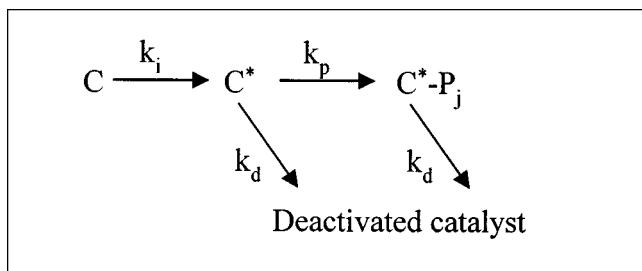 k_i k_p
C C* C*-P_j
k_d k_d
Deactivated catalyst